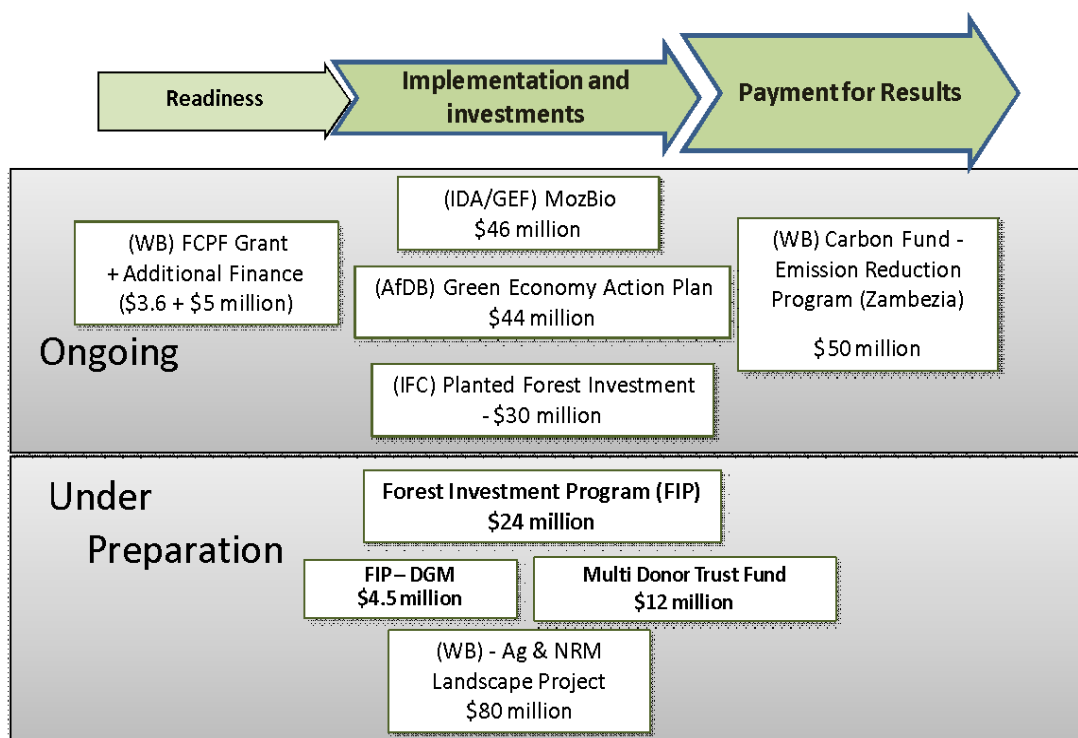 Readiness
Implementation and
investments
Payment for Results
(IDA/GEF) MozBio
$46 million
(WB) FCPF Grant
+ Additional Finance
($3.6 + $5 million)
(AfDB) Green Economy Action Plan
$44 million
(WB) Carbon Fund -
Emission Reduction
Program (Zambezia)
$50 million
Ongoing
(IFC) Planted Forest Investment
- $30 million
Under
Preparation
Forest Investment Program (FIP)
$24 million
FIP – DGM
$4.5 million
Multi Donor Trust Fund
$12 million
(WB) - Ag & NRM
Landscape Project
$80 million